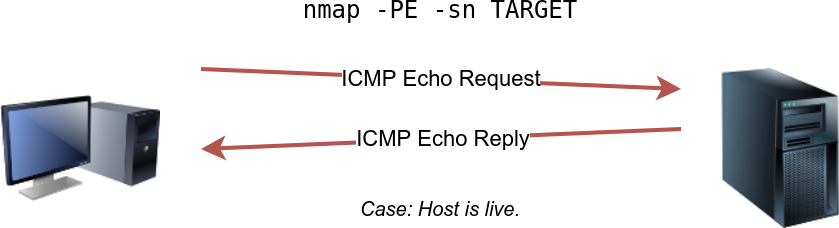 nmap -PE -sn TARGET
ICMP Echo Request
ICMP Echo Reply
Case: Host is live.